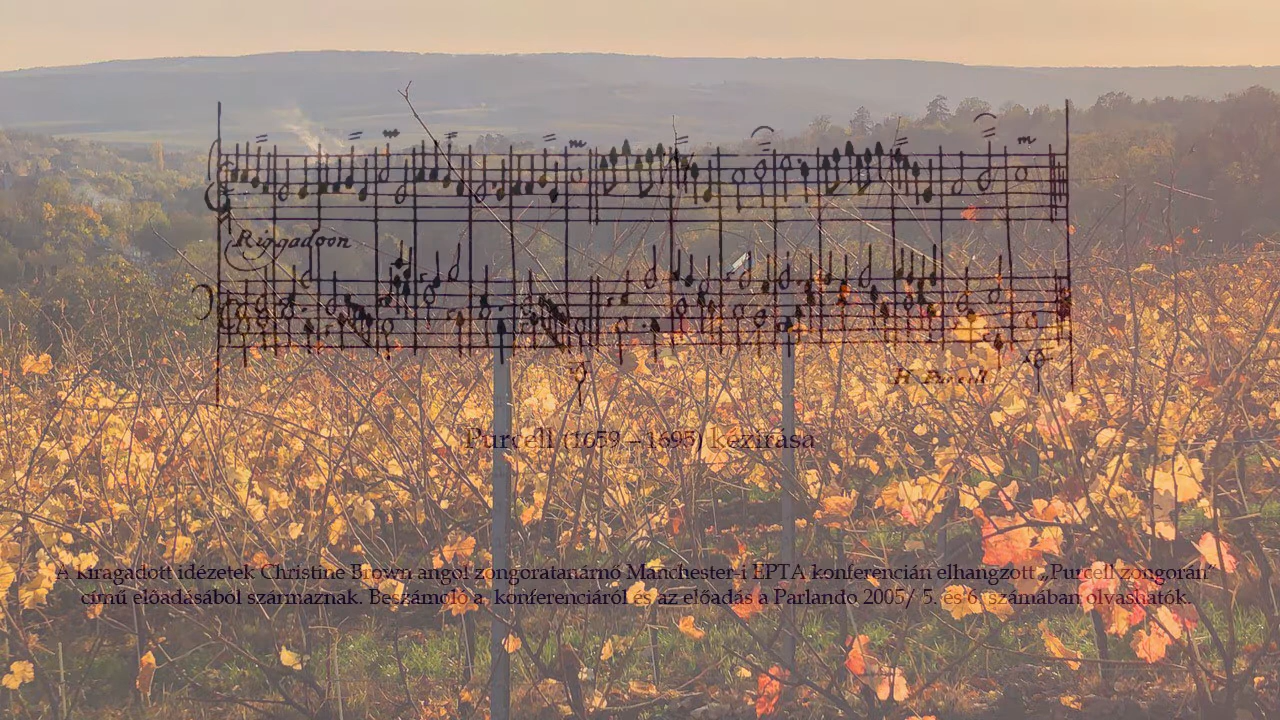 Rigadoon
H. Purcell
Purcell (1659 – 1695) kézírása
A kiragadott idézetek Christine Brown angol zongoratanárnő Manchester-i EPTA konferencián elhangzott „Purcell zongorán”
című előadásából származnak. Beszámoló a konferenciáról és az előadás a Parlando 2005/ 5. és 6. számában olvashatók.